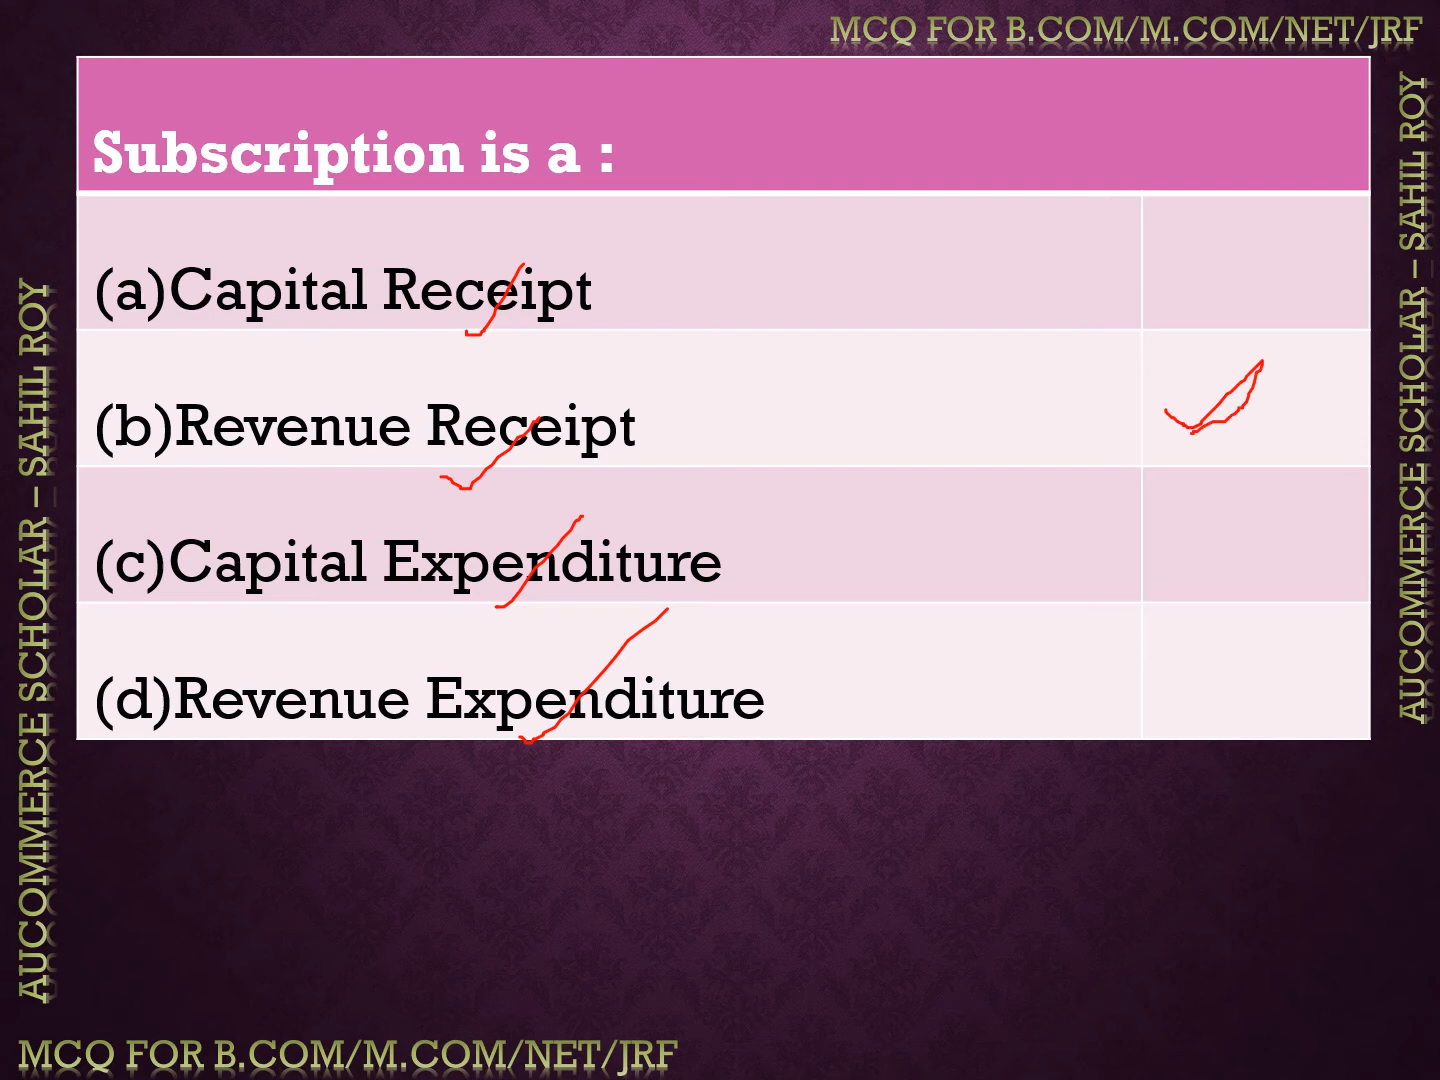 MCQ FOR B.COM/M.COM/NET/JRF
Subscription is a :
(a)Capital Receipt
(b)Revenue Receipt
(c)Capital Expenditure
(d)Revenue Expenditure
AUCOMMERCE SCHOLAR – SAHIL ROY
AUCOMMERCE SCHOLAR – SAHIL ROY
MCQ FOR B.COM/M.COM/NET/JRF